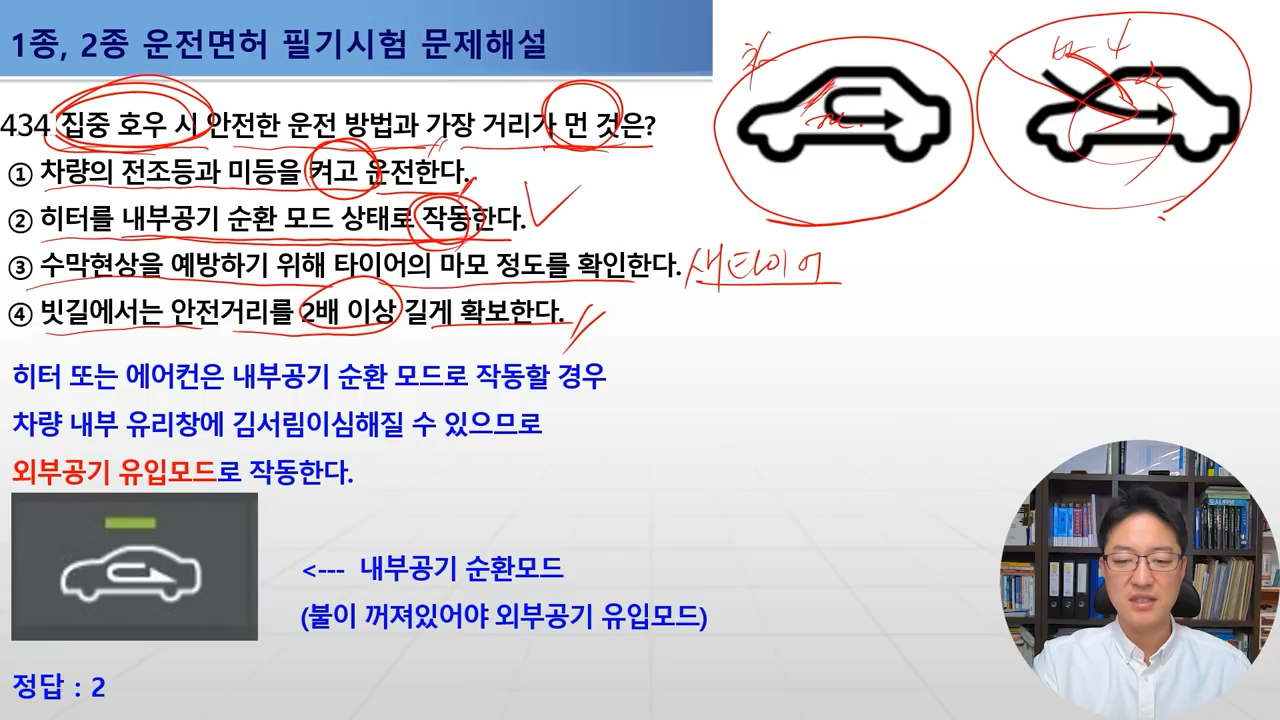 1종, 2종 운전면허 필기시험 문제해설
434 집중 호우 시 안전한 운전 방법과 가장 거리가 먼 것은?
① 차량의 전조등과 미등을 켜고 운전한다.
② 히터를 내부공기 순환 모드 상태로 작동한다.
③ 수막현상을 예방하기 위해 타이어의 마모 정도를 확인한다. 새타이어
④ 빗길에서는 안전거리를 2배 이상 길게 확보한다.
히터 또는 에어컨은 내부공기 순환 모드로 작동할 경우
차량 내부 유리창에 김서림이심해질 수 있으므로
외부공기 유입모드로 작동한다.
<--- 내부공기 순환모드
(불이 꺼져있어야 외부공기 유입모드)
정답 : 2